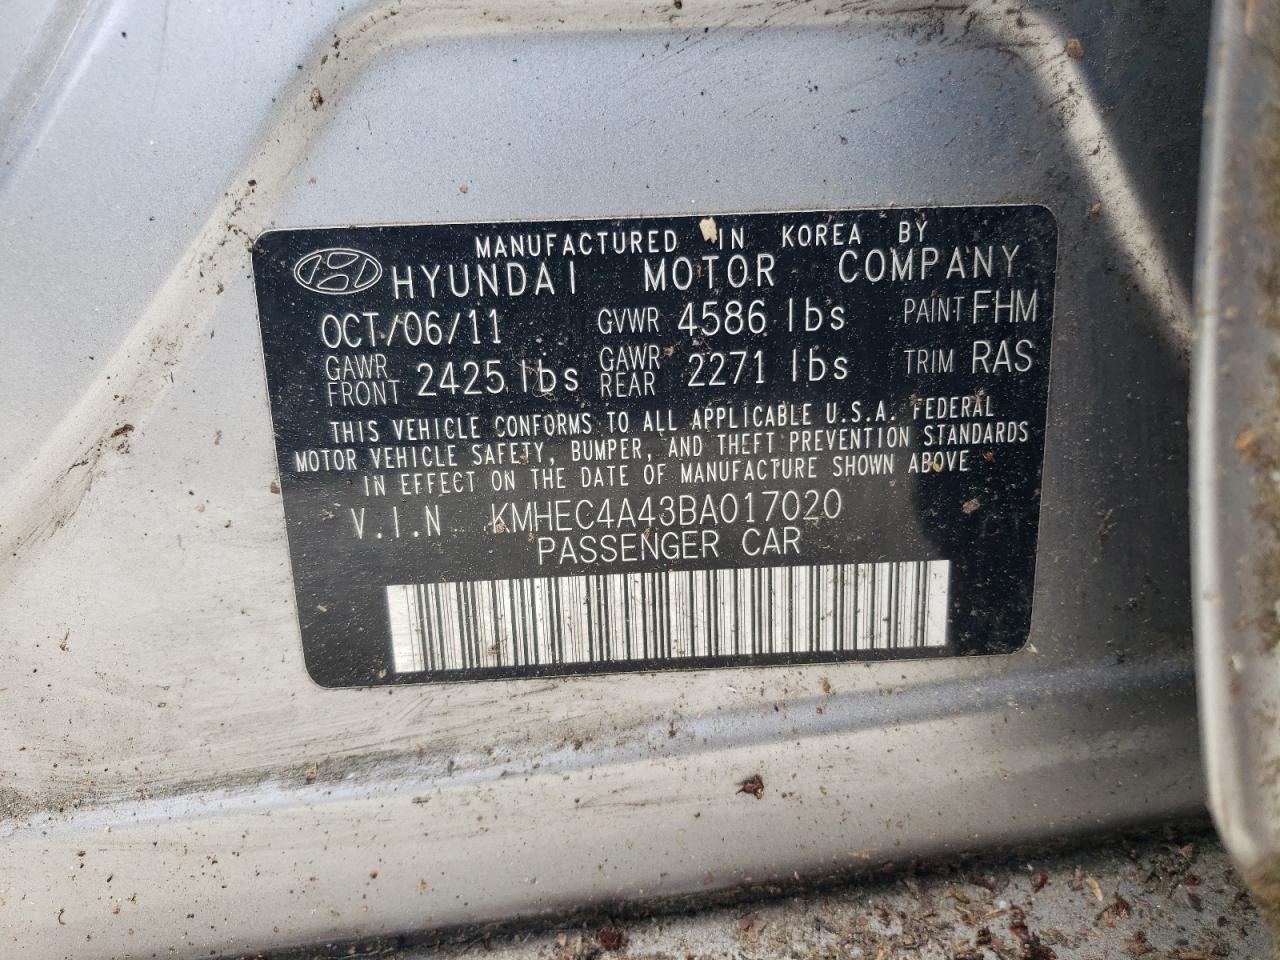 MANUFACTURED IN KOREA BY
HYUNDAI MOTOR COMPANY
OCT/06/11 GVWR 4586 lbs PAINT FHM
GAWR FRONT 2425 lbs GAWR REAR 2271 lbs TRIM RAS
THIS VEHICLE CONFORMS TO ALL APPLICABLE U.S.A. FEDERAL
MOTOR VEHICLE SAFETY, BUMPER, AND THEFT PREVENTION STANDARDS
IN EFFECT ON THE DATE OF MANUFACTURE SHOWN ABOVE
V.I.N KMHEC4A43BA017020
PASSENGER CAR